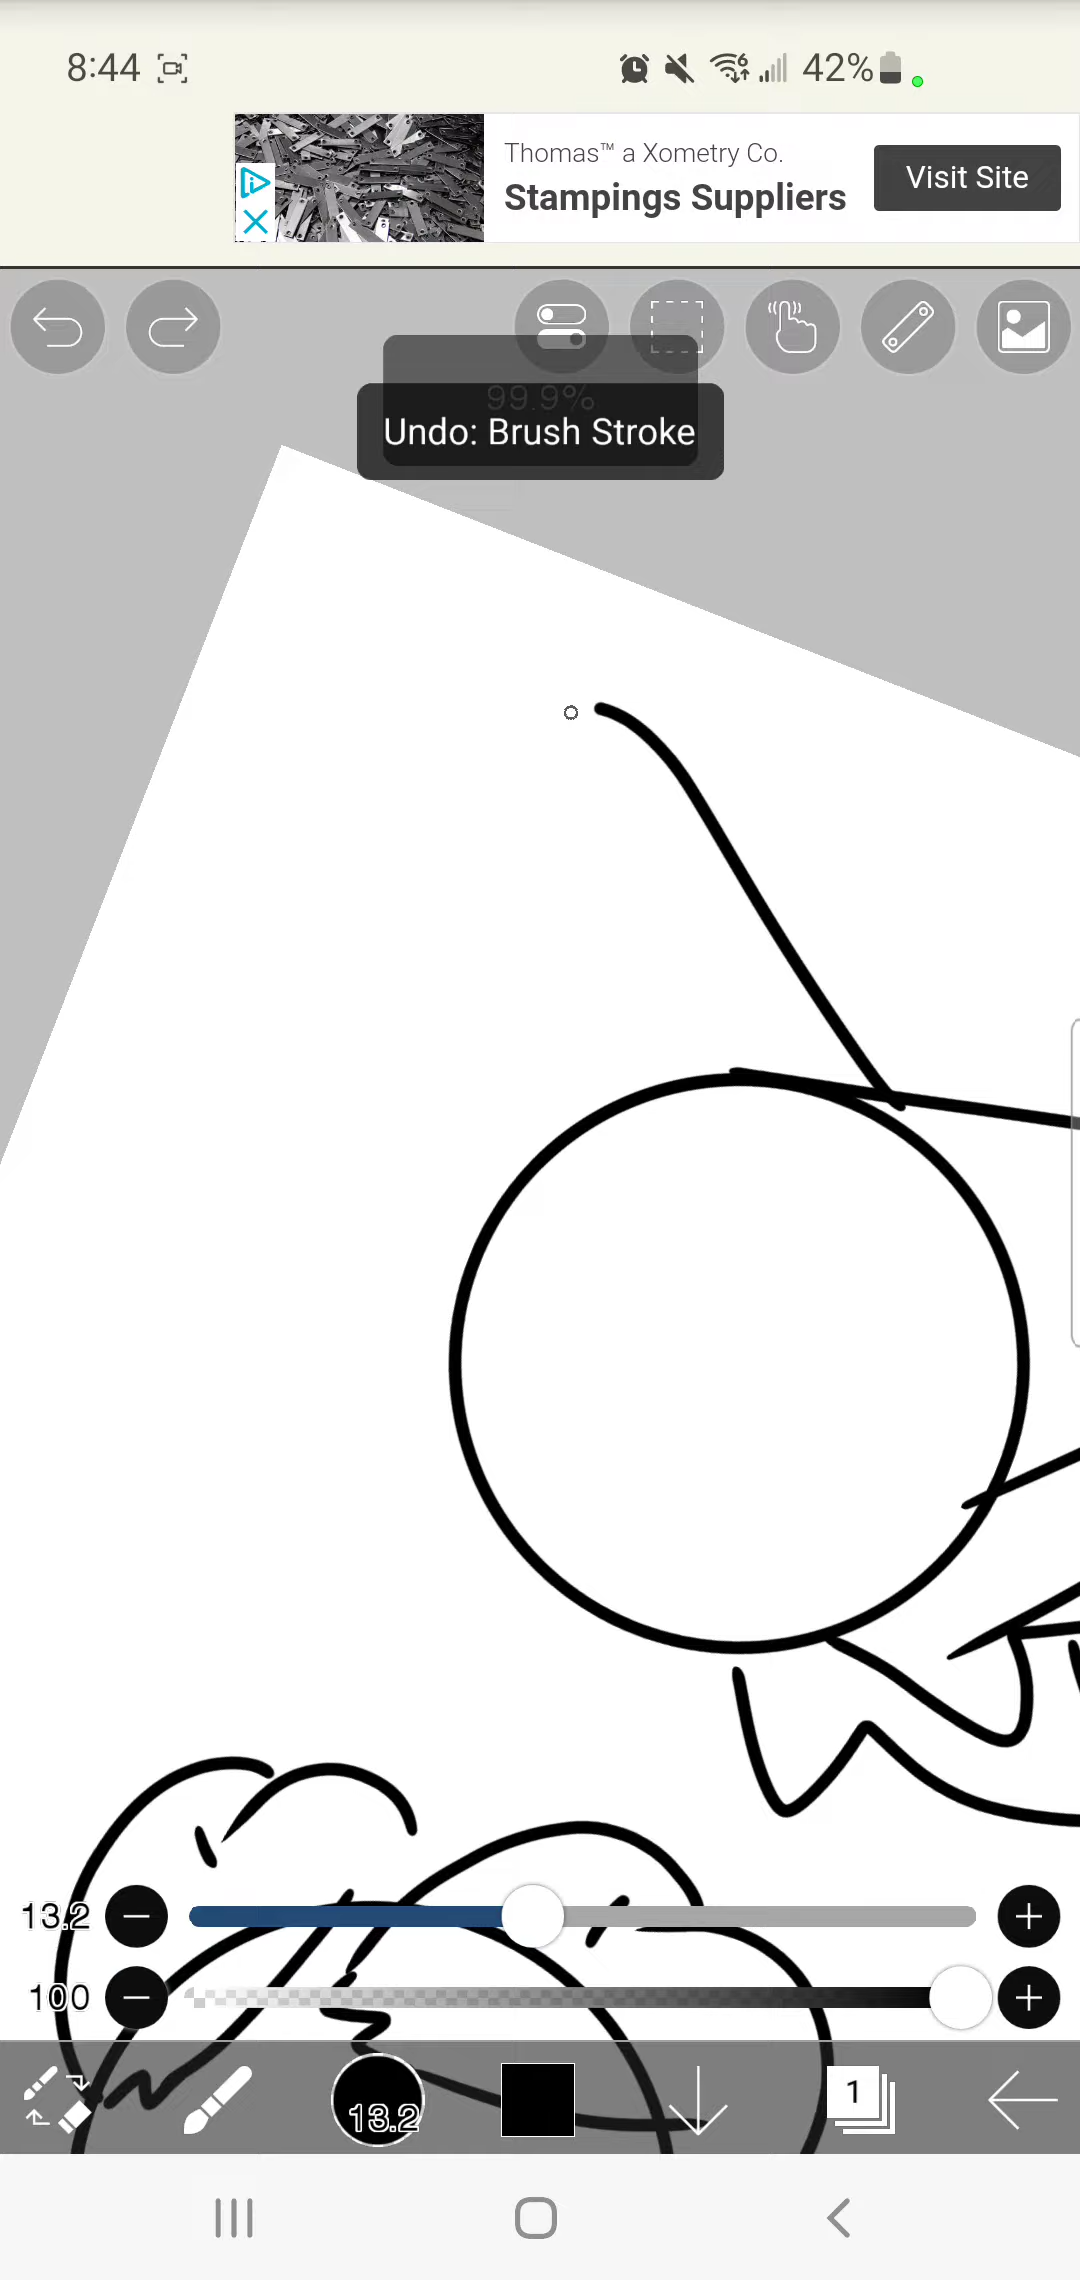 8:44
42%
Thomas™ a Xometry Co.
Stampings Suppliers
Visit Site
99.9%
Undo: Brush Stroke
13.2
100
13.2
1